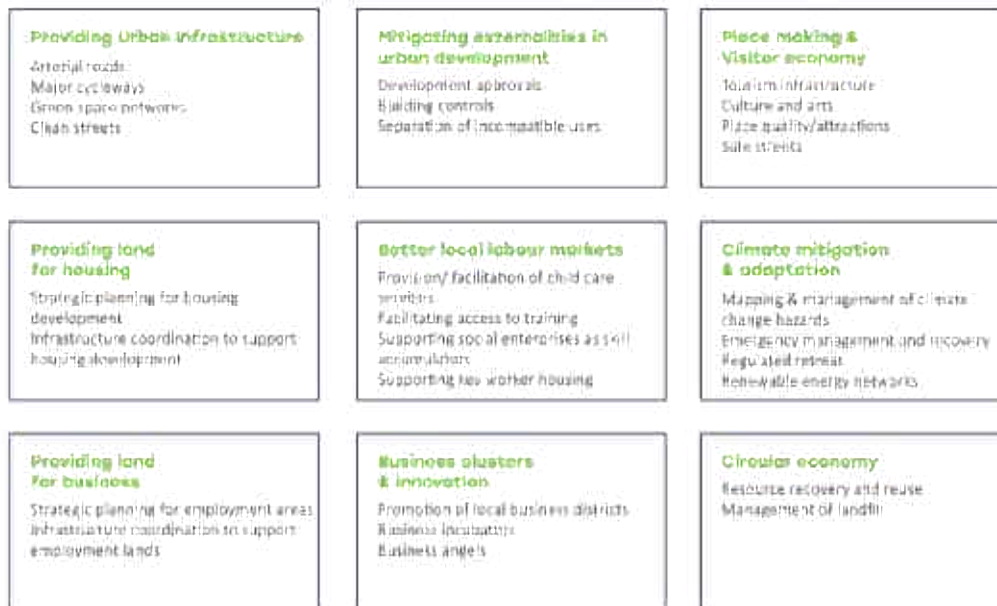 Providing Urban Infrastructure
Arterial roads
Major cycleways
Green space networks
Clean streets
Mitigating externalities in
urban development
Development approvals
Building controls
Separation of incompatible uses
Place making &
Visitor economy
Tourism infrastructure
Culture and arts
Place quality/attractions
Safe streets
Providing land
for housing
Strategic planning for housing
development
Infrastructure coordination to support
housing development
Better local labour markets
Provision/ facilitation of child care
services
Facilitating access to training
Supporting social enterprises as skill
accumulators
Supporting key worker housing
Climate mitigation
& adaptation
Mapping & management of climate
change hazards
Emergency management and recovery
Regulated retreat
Renewable energy networks
Providing land
for business
Strategic planning for employment areas
Infrastructure coordination to support
employment lands
Business clusters
& innovation
Promotion of local business districts
Business incubators
Business angels
Circular economy
Resource recovery and reuse
Management of landfill